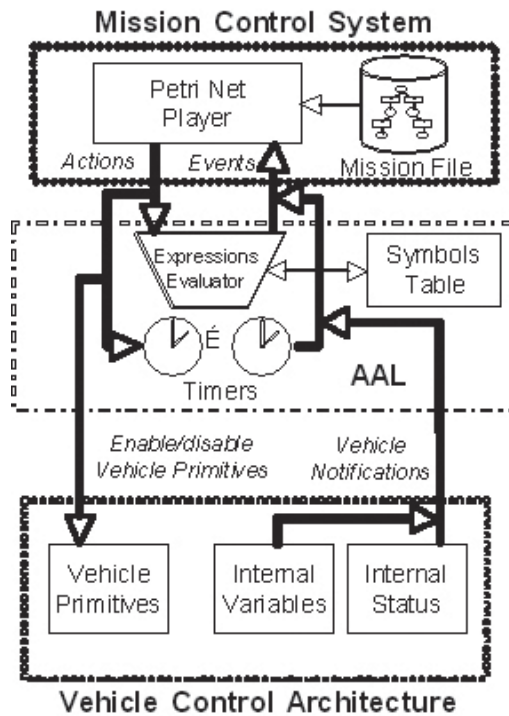 Mission Control System
Petri Net
Player
Actions
Events
Mission File
Expressions
Evaluator
Symbols
Table
É
Timers
AAL
Enable/disable
Vehicle Primitives
Vehicle
Notifications
Vehicle
Primitives
Internal
Variables
Internal
Status
Vehicle Control Architecture